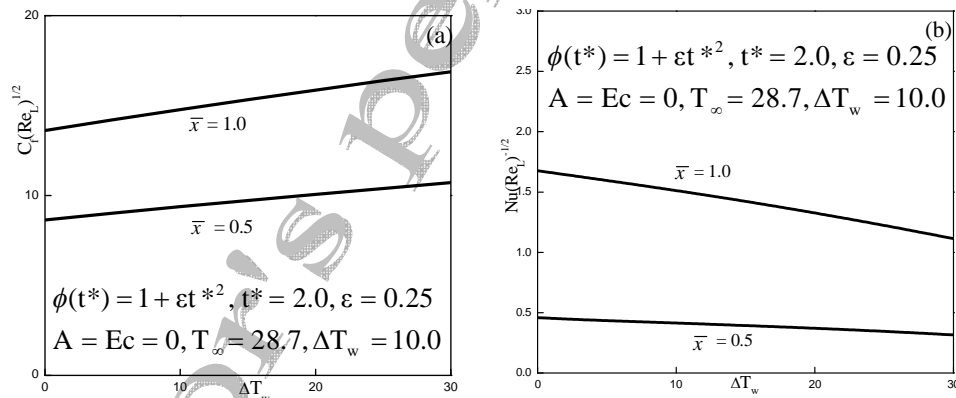 20
(a)
x̄ = 1.0
C_f(Re_L)^1/2
10
x̄ = 0.5
ϕ(t*) = 1 + εt*², t* = 2.0, ε = 0.25
A = Ec = 0, T_∞ = 28.7, ΔT_w = 10.0
0
0 10 20 30
ΔT_w
3.0
(b)
ϕ(t*) = 1 + εt*², t* = 2.0, ε = 0.25
2.5
A = Ec = 0, T_∞ = 28.7, ΔT_w = 10.0
2.0
x̄ = 1.0
Nu(Re_L)^-1/2
1.5
1.0
0.5
x̄ = 0.5
0.0
0 10 20 30
ΔT_w
or's pe